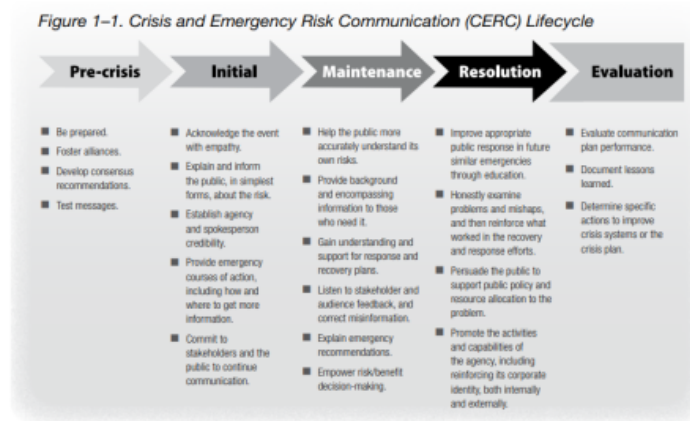 Figure 1–1. Crisis and Emergency Risk Communication (CERC) Lifecycle
Pre-crisis
Initial
Maintenance
Resolution
Evaluation
Be prepared.
Foster alliances.
Develop consensus
recommendations.
Test messages.
Acknowledge the event
with empathy.
Explain and inform
the public, in simplest
forms, about the risk.
Establish agency
and spokesperson
credibility.
Provide emergency
courses of action,
including how and
where to get more
information.
Commit to
stakeholders and the
public to continue
communication.
Help the public more
accurately understand its
own risks.
Provide background
and encompassing
information to those
who need it.
Gain understanding and
support for response and
recovery plans.
Listen to stakeholder and
audience feedback, and
correct misinformation.
Explain emergency
recommendations.
Empower risk/benefit
decision-making.
Improve appropriate
public response in future
similar emergencies
through education.
Honestly examine
problems and mishaps,
and then reinforce what
worked in the recovery
and response efforts.
Persuade the public to
support public policy and
resource allocation to the
problem.
Promote the activities
and capabilities of
the agency, including
reinforcing its corporate
identity, both internally
and externally.
Evaluate communication
plan performance.
Document lessons
learned.
Determine specific
actions to improve
crisis systems or the
crisis plan.